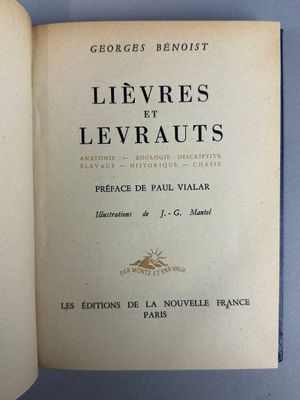 GEORGES BÉNOIST
LIÈVRES
ET
LEVRAUTS
ANATOMIE — ZOOLOGIE DESCRIPTIVE
ÉLEVAGE — HISTORIQUE — CHASSE
PRÉFACE DE PAUL VIALAR
Illustrations de J.-G. Mantel
PAR MONTS ET PAR VAUX
LES ÉDITIONS DE LA NOUVELLE FRANCE
PARIS